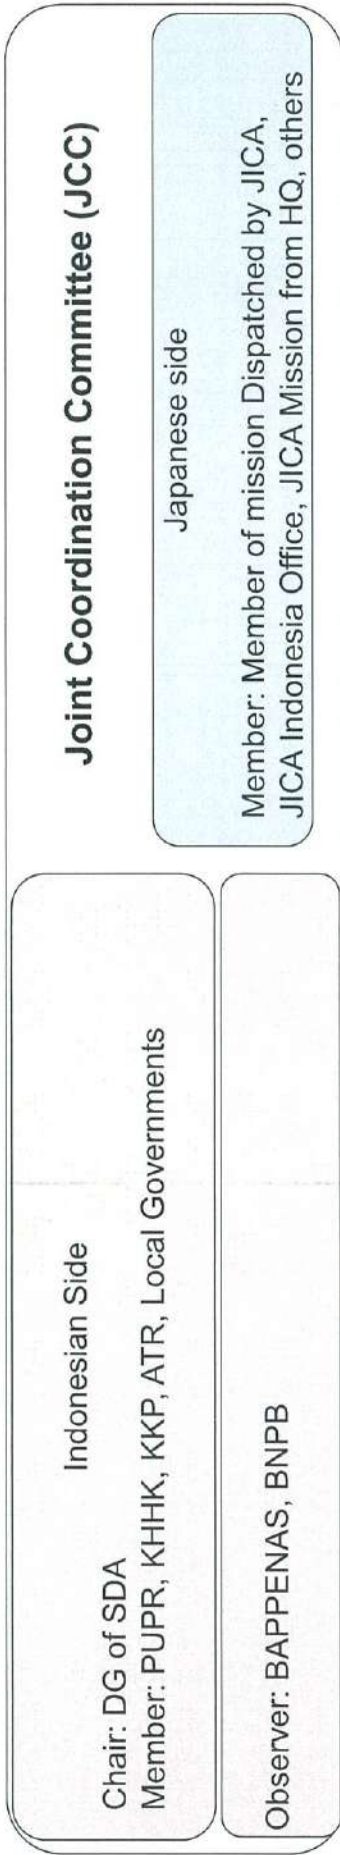 Joint Coordination Committee (JCC)
Indonesian Side
Chair: DG of SDA
Member: PUPR, KHHK, KKP, ATR, Local Governments
Observer: BAPPENAS, BNPB
Japanese side
Member: Member of mission Dispatched by JICA,
JICA Indonesia Office, JICA Mission from HQ, others